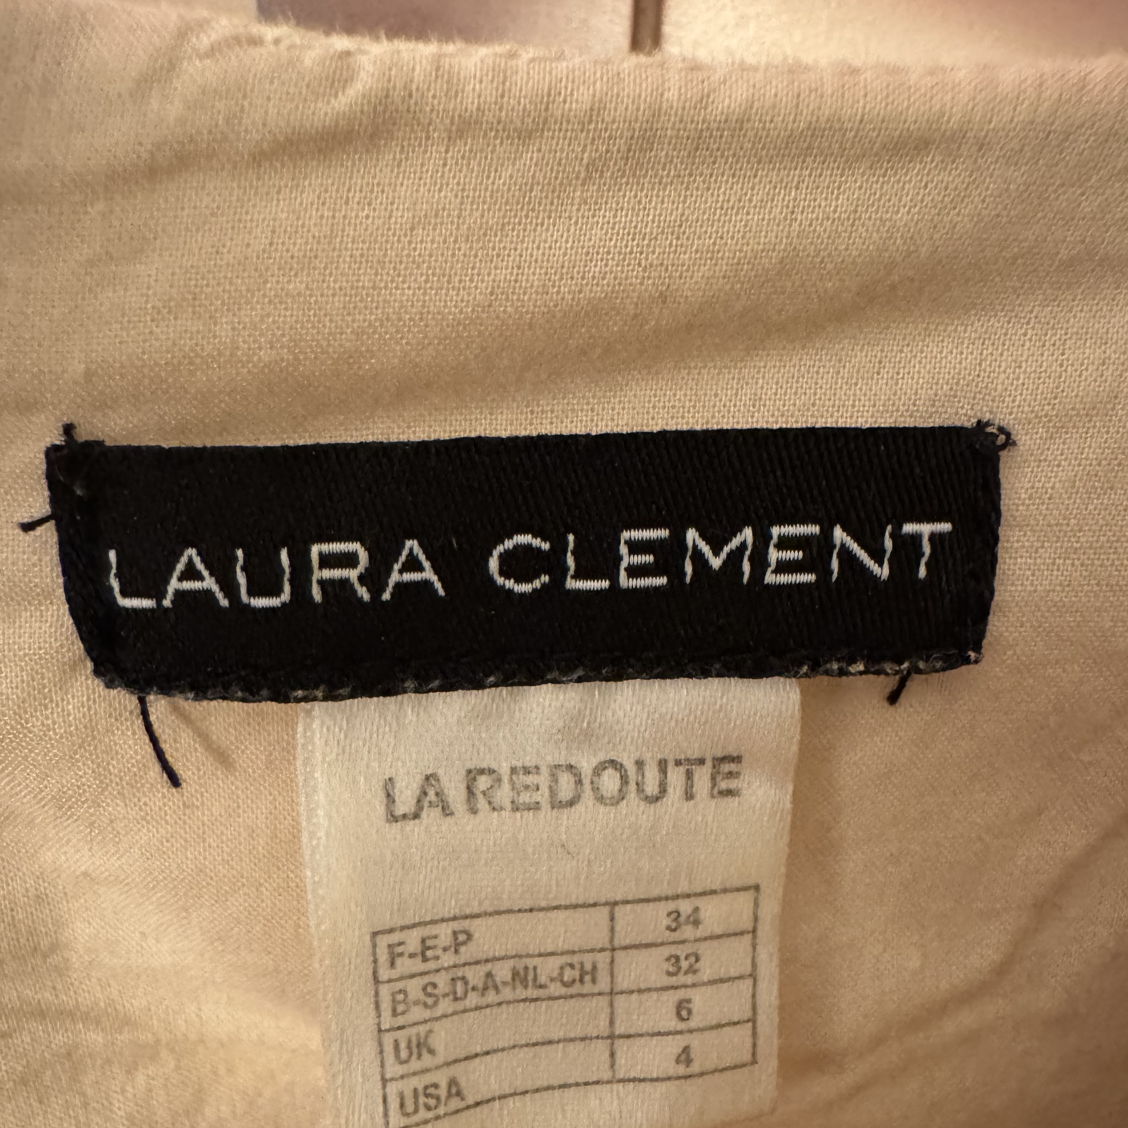 LAURA CLEMENT
LA REDOUTE
F-E-P 34
B-S-D-A-NL-CH 32
UK 6
USA 4